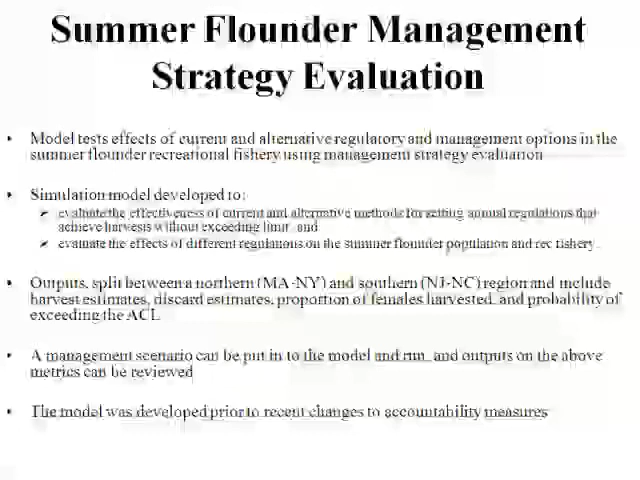 Summer Flounder Management
Strategy Evaluation
• Model tests effects of current and alternative regulatory and management options in the
summer flounder recreational fishery using management strategy evaluation
• Simulation model developed to:
➢ evaluate the effectiveness of current and alternative methods for setting annual regulations that
achieve harvests without exceeding limit, and
➢ evaluate the effects of different regulations on the summer flounder population and rec fishery.
• Outputs, split between a northern (MA-NY) and southern (NJ-NC) region and include
harvest estimates, discard estimates, proportion of females harvested, and probability of
exceeding the ACL
• A management scenario can be put in to the model and run, and outputs on the above
metrics can be reviewed
• The model was developed prior to recent changes to accountability measures